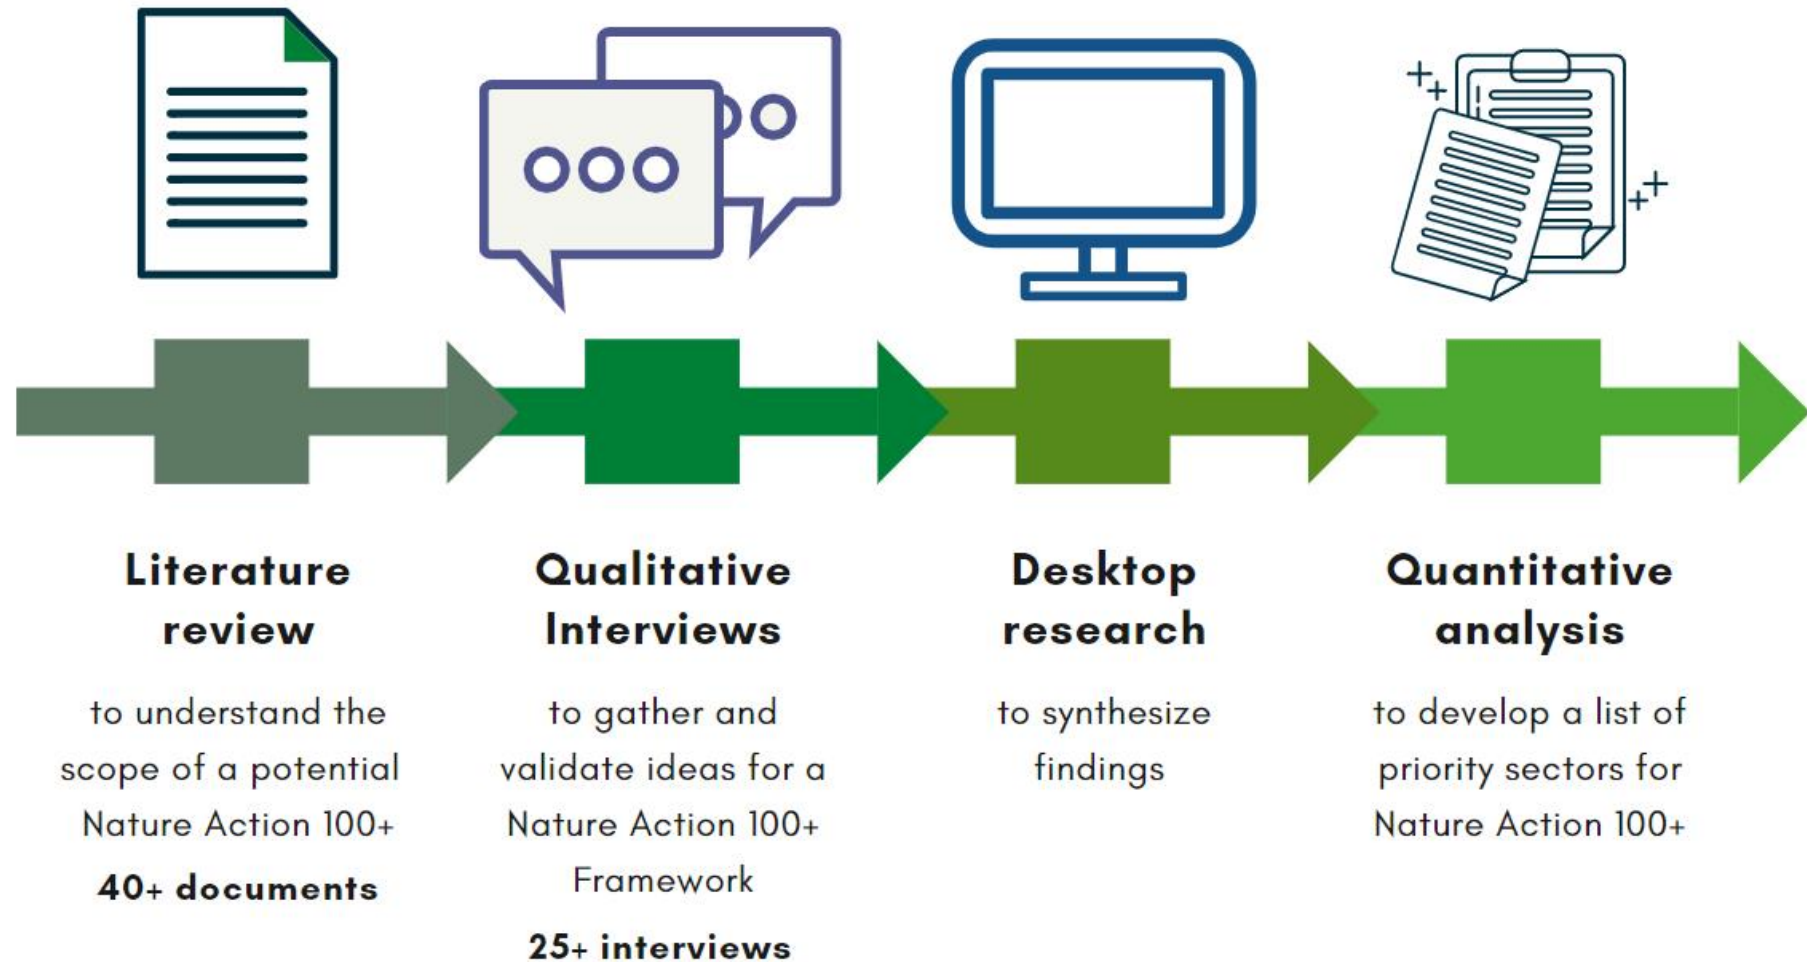 Literature
review
to understand the
scope of a potential
Nature Action 100+
40+ documents
Qualitative
Interviews
to gather and
validate ideas for a
Nature Action 100+
Framework
25+ interviews
Desktop
research
to synthesize
findings
Quantitative
analysis
to develop a list of
priority sectors for
Nature Action 100+